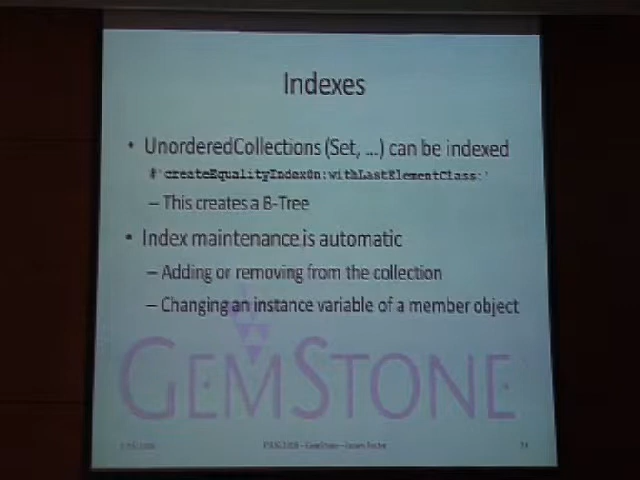 Indexes
• UnorderedCollections (Set, ...) can be indexed
#'createEqualityIndexOn:withLastElementClass:'
– This creates a B-Tree
• Index maintenance is automatic
– Adding or removing from the collection
– Changing an instance variable of a member object
GEMSTONE